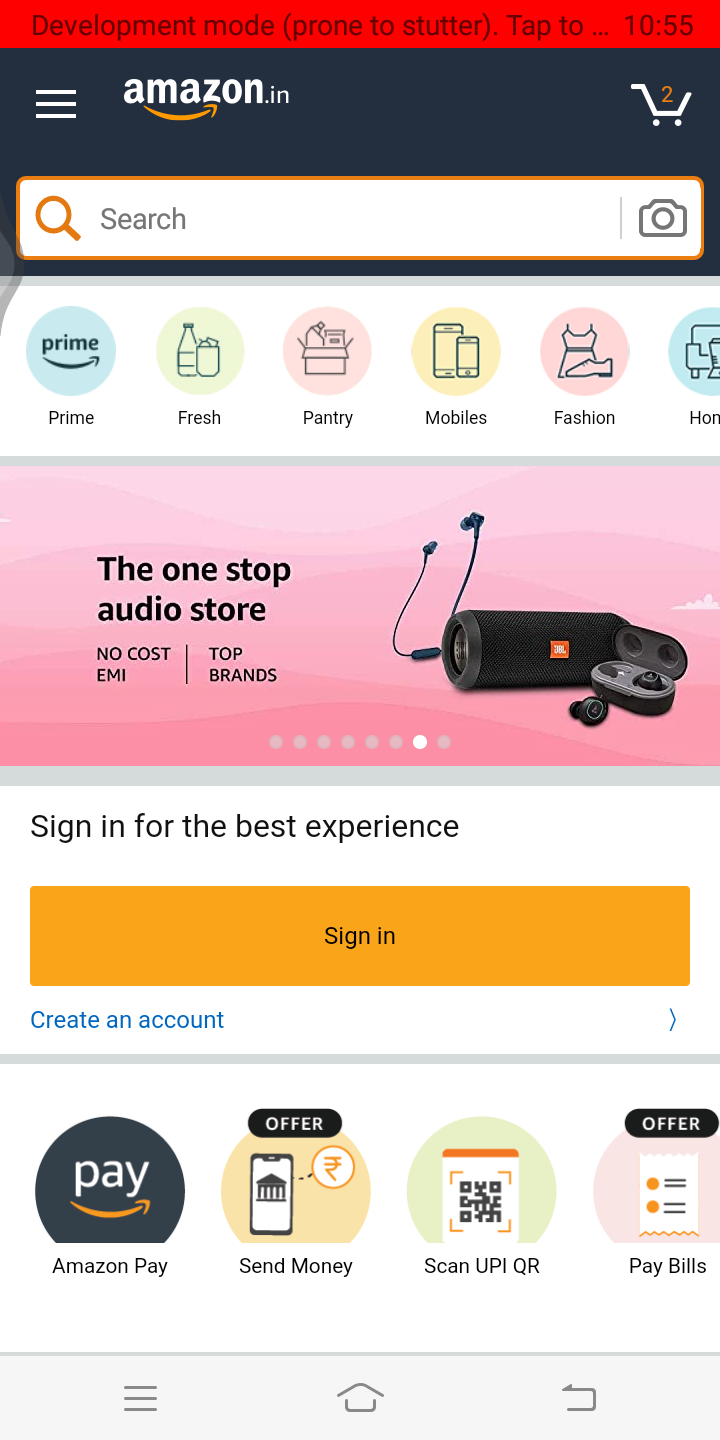 Development mode (prone to stutter). Tap to ... 10:55
amazon.in
2
Search
prime
Prime
Fresh
Pantry
Mobiles
Fashion
Hon
The one stop
audio store
NO COST
EMI
TOP
BRANDS
JBL
Sign in for the best experience
Sign in
Create an account
OFFER
OFFER
pay
₹
Amazon Pay
Send Money
Scan UPI QR
Pay Bills